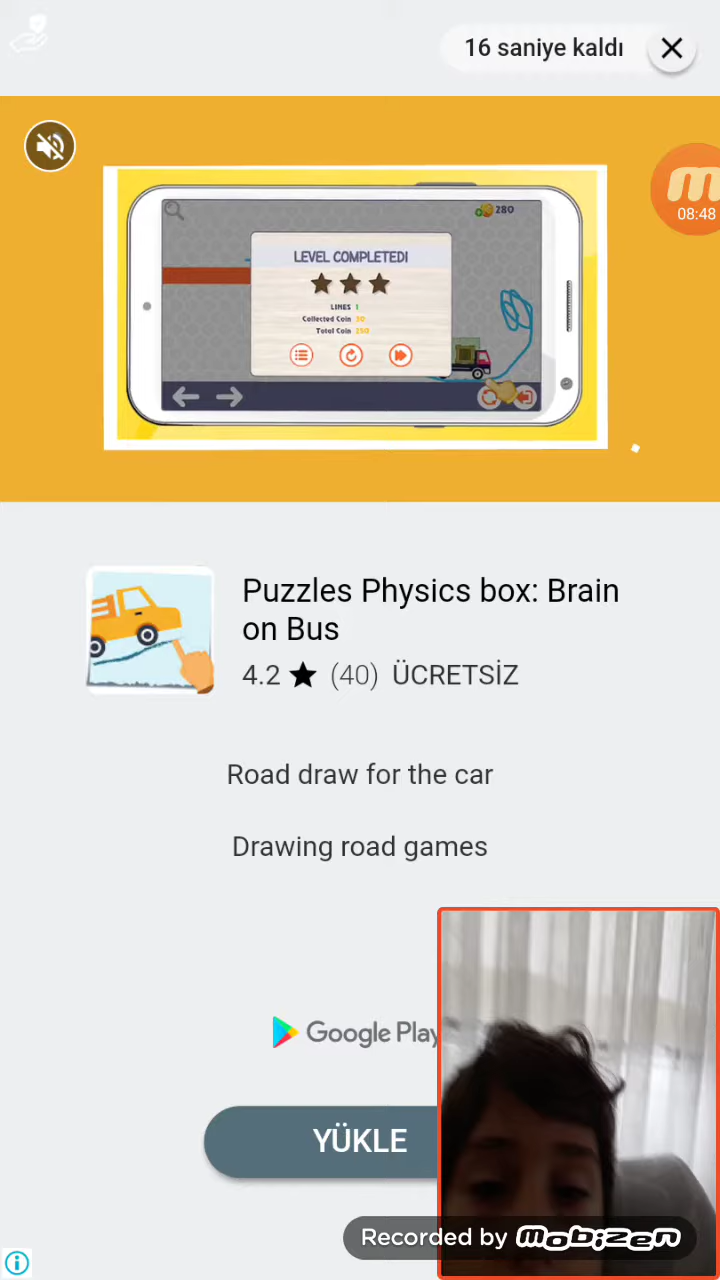 16 saniye kaldı
08:48
280
LEVEL COMPLETED!
LINES 1
Collected Coin 30
Total Coin 250
Puzzles Physics box: Brain
on Bus
4.2 ★ (40) ÜCRETSİZ
Road draw for the car
Drawing road games
Google Play
YÜKLE
Recorded by mobizen